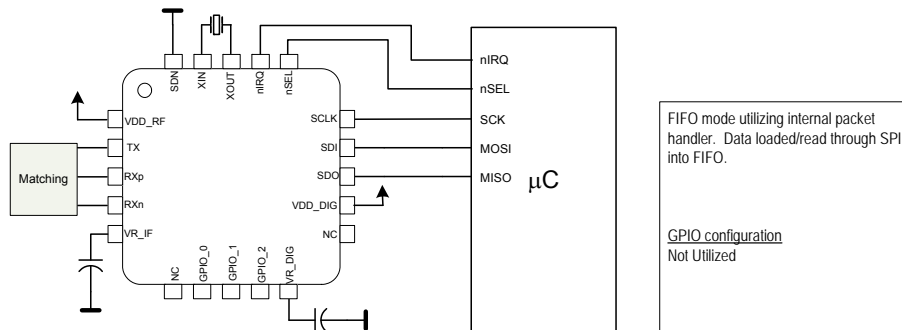 SDN
XIN
XOUT
nIRQ
nSEL
VDD_RF
TX
RXp
RXn
VR_IF
SCLK
SDI
SDO
VDD_DIG
NC
NC
GPIO_0
GPIO_1
GPIO_2
VR_DIG
Matching
nIRQ
nSEL
SCK
MOSI
MISO
μC
FIFO mode utilizing internal packet
handler. Data loaded/read through SPI
into FIFO.
GPIO configuration
Not Utilized